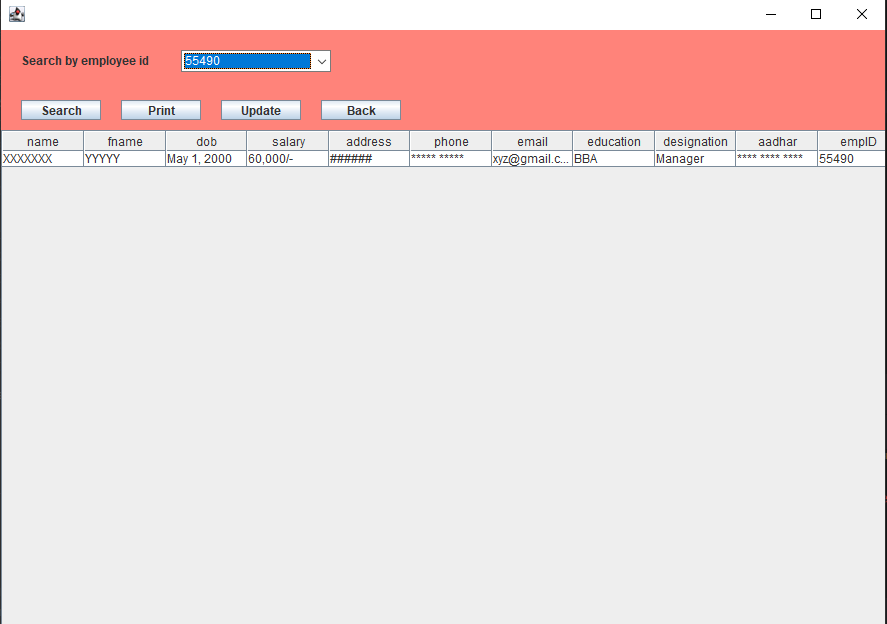 Search by employee id 55490
Search Print Update Back
name fname dob salary address phone email education designation aadhar empID
XXXXXXX YYYYY May 1, 2000 60,000/- ###### ***** ***** xyz@gmail.c... BBA Manager **** **** **** 55490